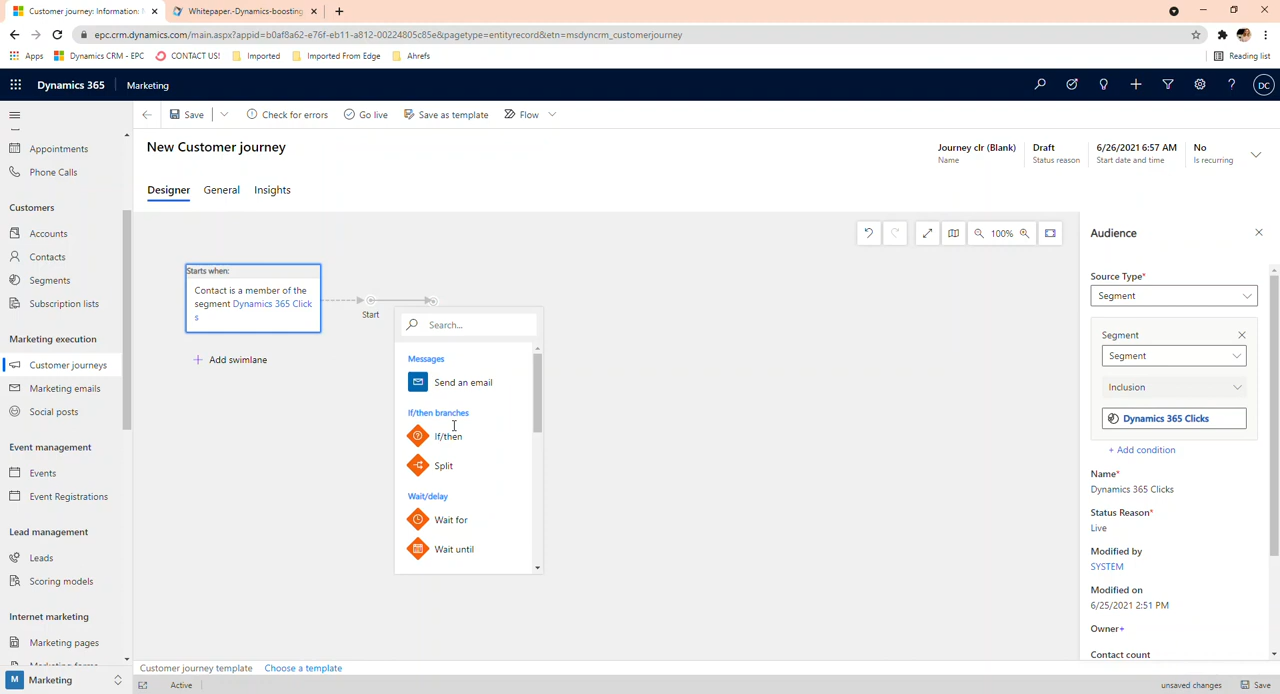 Customer journey: Information: N
Whitepaper.-Dynamics-boosting
epc.crm.dynamics.com/main.aspx?appid=b0af8a62-e76f-eb11-a812-00224805c85e&pagetype=entityrecord&etn=msdyncrm_customerjourney
Apps
Dynamics CRM - EPC
CONTACT US!
Imported
Imported From Edge
Ahrefs
Reading list
Dynamics 365
Marketing
DC
Save
Check for errors
Go live
Save as template
Flow
Appointments
Phone Calls
Customers
Accounts
Contacts
Segments
Subscription lists
Marketing execution
Customer journeys
Marketing emails
Social posts
Event management
Events
Event Registrations
Lead management
Leads
Scoring models
Internet marketing
Marketing pages
Marketing forms
M
Marketing
New Customer journey
Journey clr (Blank)
Name
Draft
Status reason
6/26/2021 6:57 AM
Start date and time
No
Is recurring
Designer
General
Insights
100%
Starts when:
Contact is a member of the
segment Dynamics 365 Click
s
Start
Add swimlane
Search...
Messages
Send an email
If/then branches
If/then
Split
Wait/delay
Wait for
Wait until
Customer journey template
Choose a template
Active
unsaved changes
Save
Audience
Source Type*
Segment
Segment
Segment
Inclusion
Dynamics 365 Clicks
+ Add condition
Name*
Dynamics 365 Clicks
Status Reason*
Live
Modified by
SYSTEM
Modified on
6/25/2021 2:51 PM
Owner+
Contact count